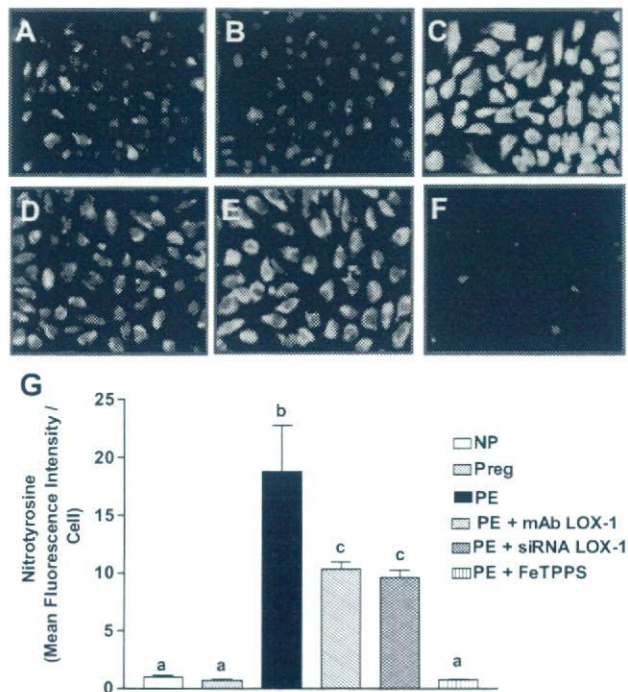 A
B
C
D
E
F
G
Nitrotyrosine
(Mean Fluorescence Intensity /
Cell)
25
20
15
10
5
0
a
a
b
c
c
a
NP
Preg
PE
PE + mAb LOX-1
PE + siRNA LOX-1
PE + FeTPPS